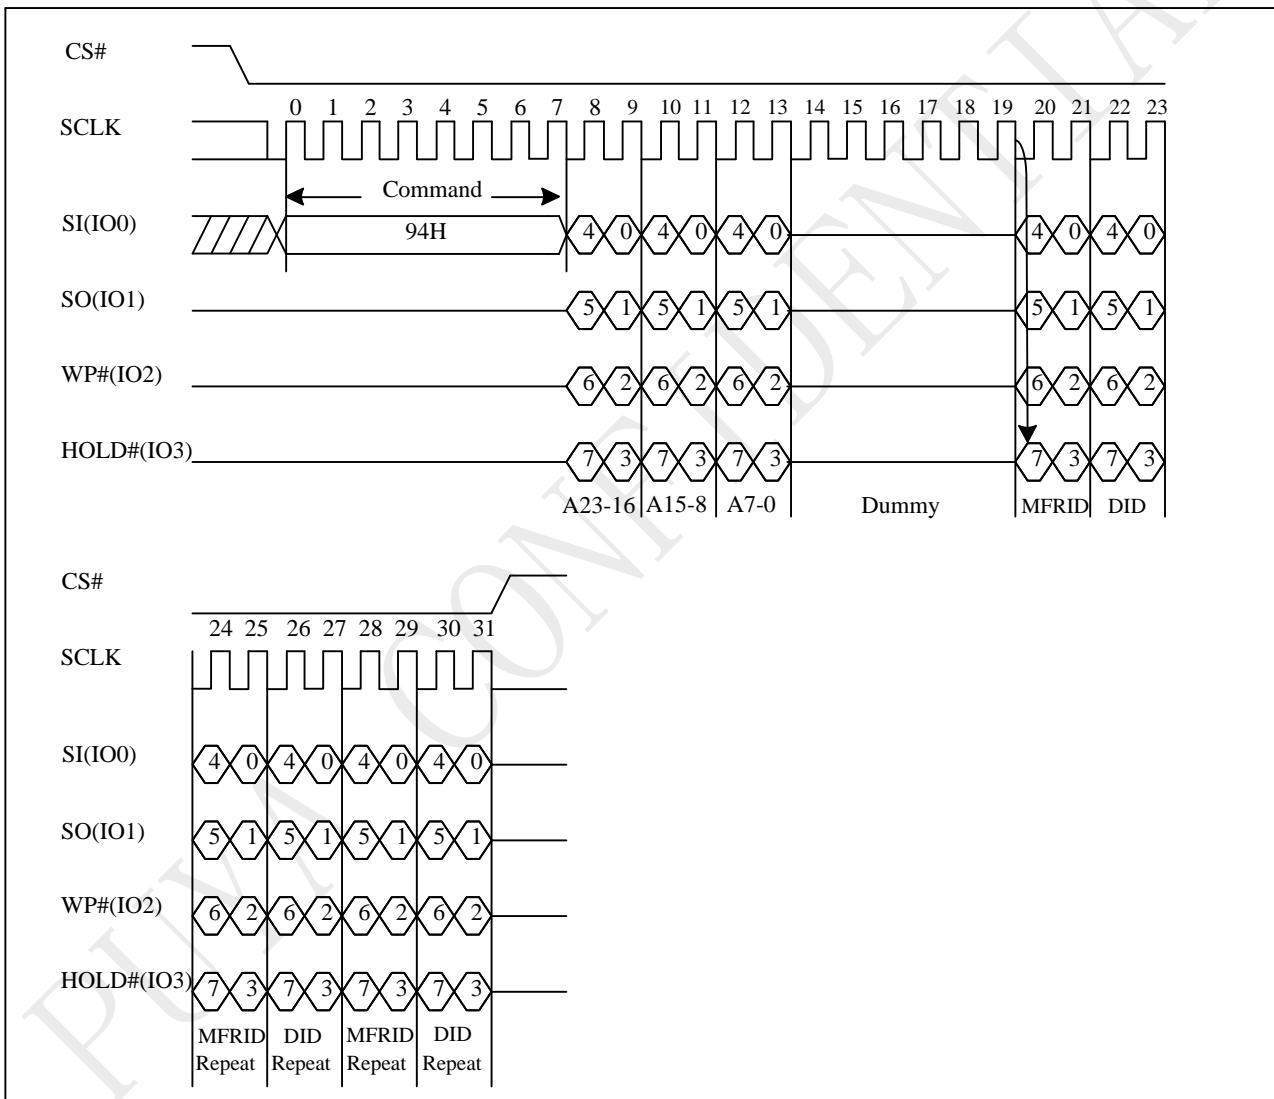 CS#
0 1 2 3 4 5 6 7 8 9 10 11 12 13 14 15 16 17 18 19 20 21 22 23
SCLK
Command
SI(IO0) 94H 4 0 4 0 4 0 4 0 4 0
SO(IO1) 5 1 5 1 5 1 5 1 5 1
WP#(IO2) 6 2 6 2 6 2 6 2 6 2
HOLD#(IO3) 7 3 7 3 7 3 7 3 7 3
A23-16 A15-8 A7-0 Dummy MFRID DID
CS#
24 25 26 27 28 29 30 31
SCLK
SI(IO0) 4 0 4 0 4 0 4 0
SO(IO1) 5 1 5 1 5 1 5 1
WP#(IO2) 6 2 6 2 6 2 6 2
HOLD#(IO3) 7 3 7 3 7 3 7 3
MFRID DID MFRID DID
Repeat Repeat Repeat Repeat
PUYA CONFIDENTIAL